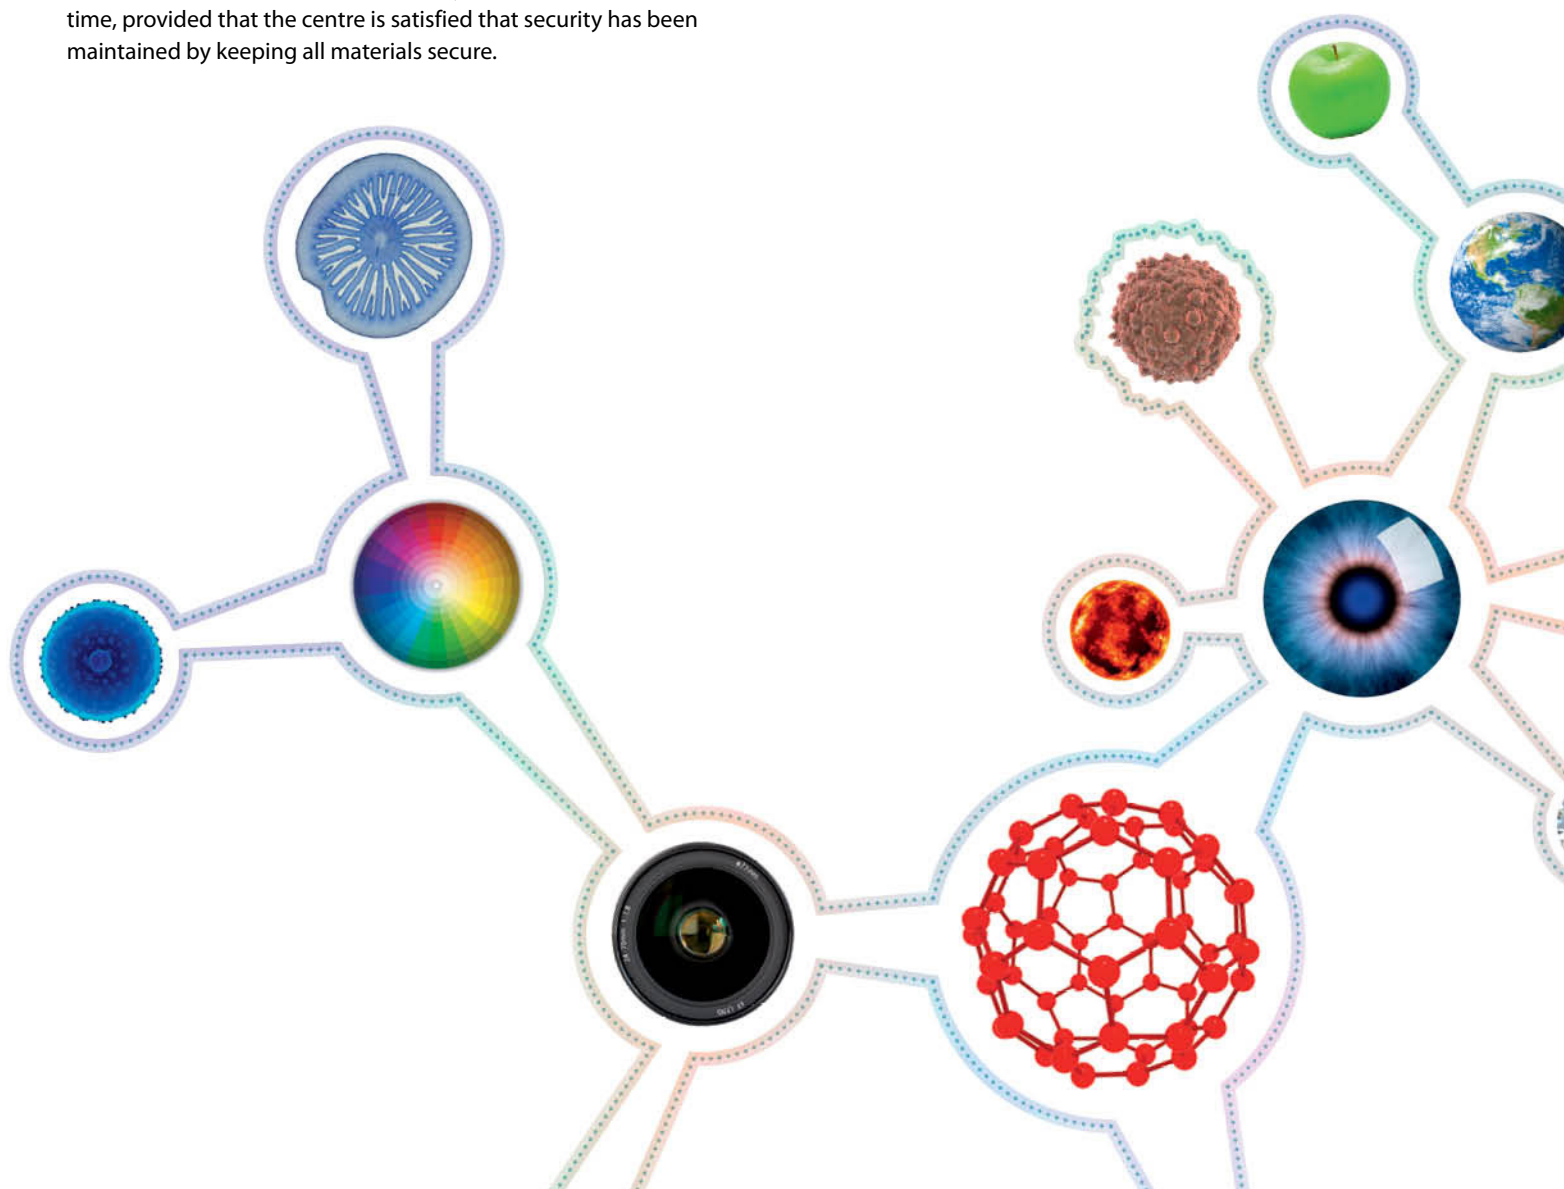 time, provided that the centre is satisfied that security has been
maintained by keeping all materials secure.